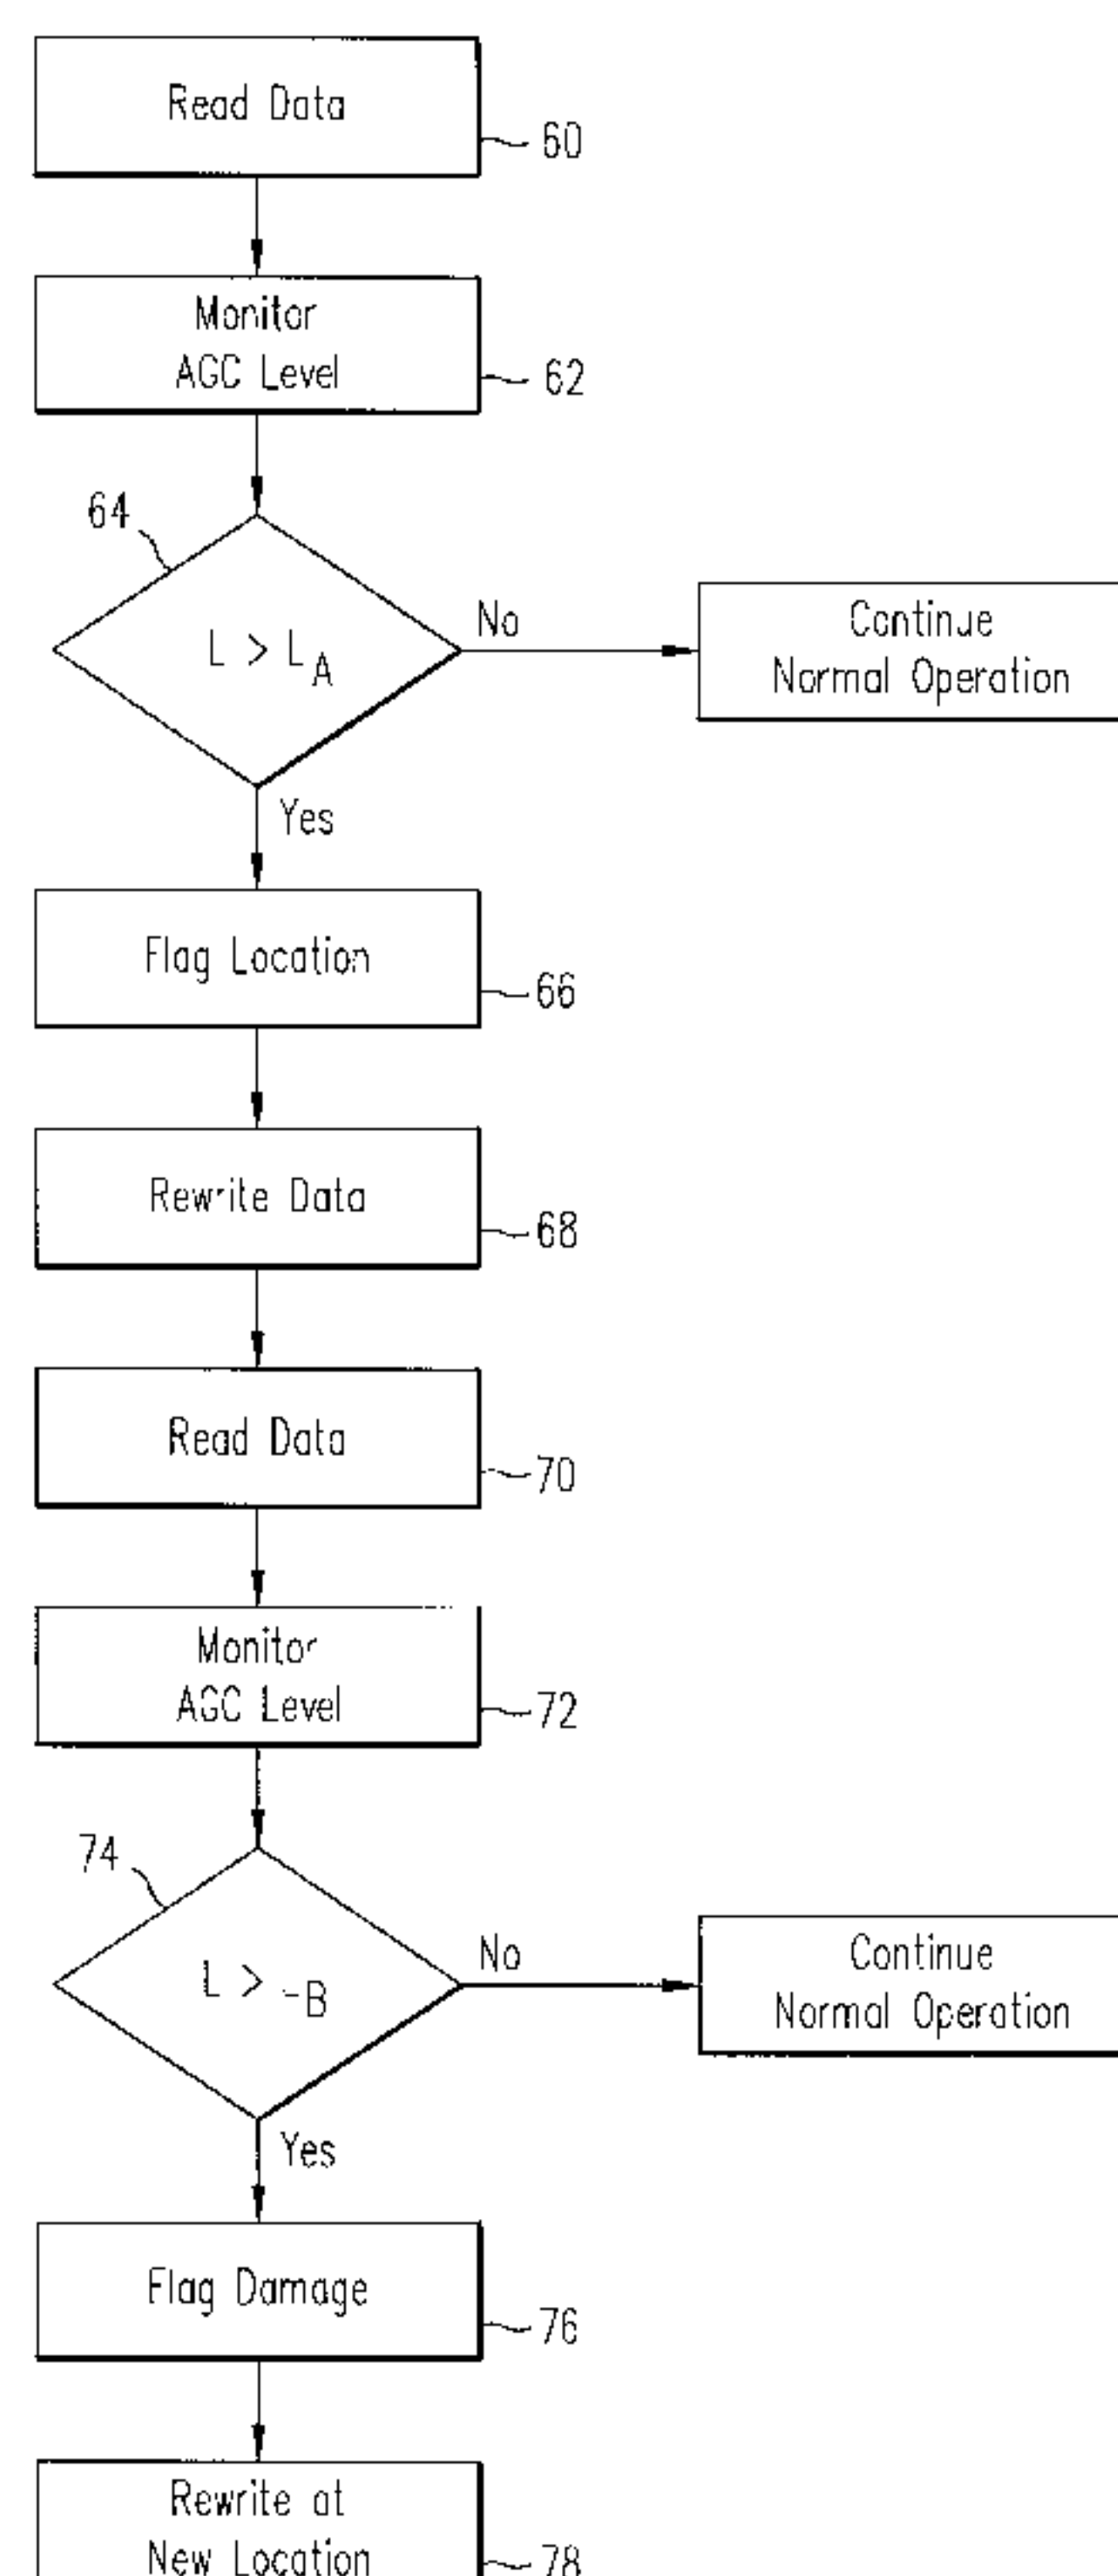 Read Data
60
Monitor
AGC Level
62
64
L > L A
No
Continue
Normal Operation
Yes
Flag Location
66
Rewrite Data
68
Read Data
70
Monitor
AGC Level
72
74
L > -B
No
Continue
Normal Operation
Yes
Flag Damage
76
Rewrite at
New Location
78